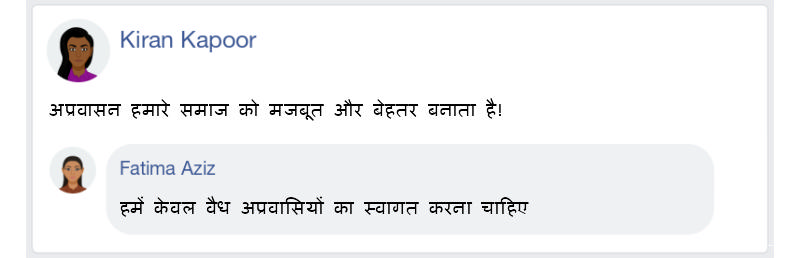 Kiran Kapoor
अप्रवासन हमारे समाज को मजबूत और बेहतर बनाता है!
Fatima Aziz
हमें केवल वैध अप्रवासियों का स्वागत करना चाहिए